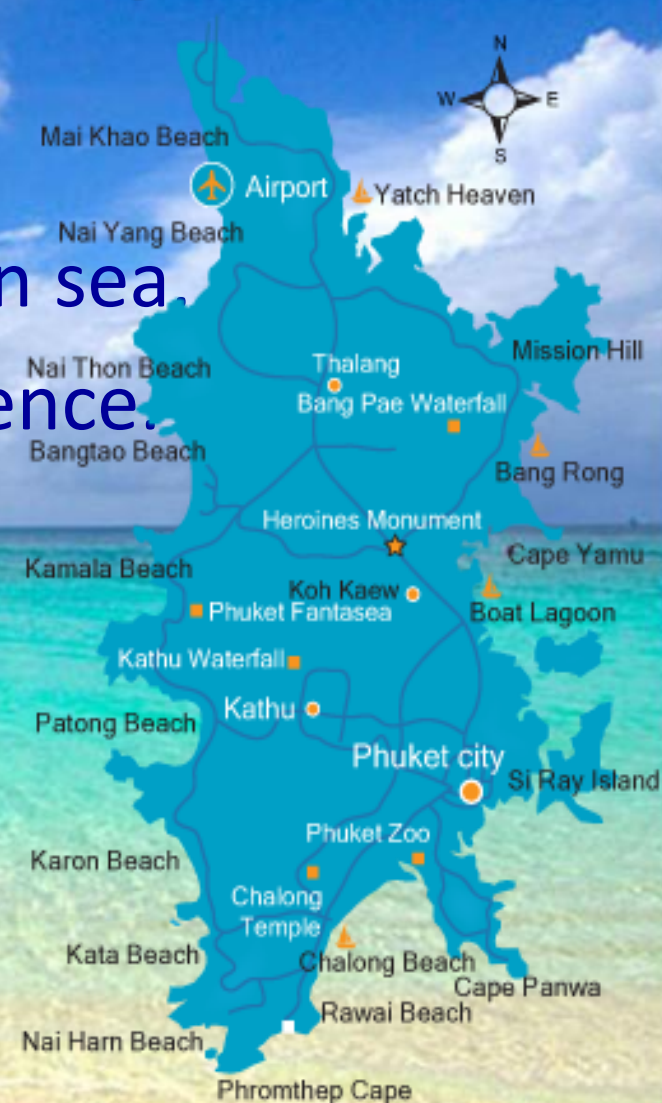 N
W E
S
Mai Khao Beach
Airport
Yatch Heaven
Nai Yang Beach
n sea.
Mission Hill
Nai Thon Beach
Thalang
ence.
Bang Pae Waterfall
Bangtao Beach
Bang Rong
Heroines Monument
Cape Yamu
Kamala Beach
Koh Kaew
Phuket Fantasea
Boat Lagoon
Kathu Waterfall
Kathu
Patong Beach
Phuket city
Si Ray Island
Phuket Zoo
Karon Beach
Chalong
Temple
Kata Beach
Chalong Beach
Cape Panwa
Rawai Beach
Nai Harn Beach
Phromthep Cape